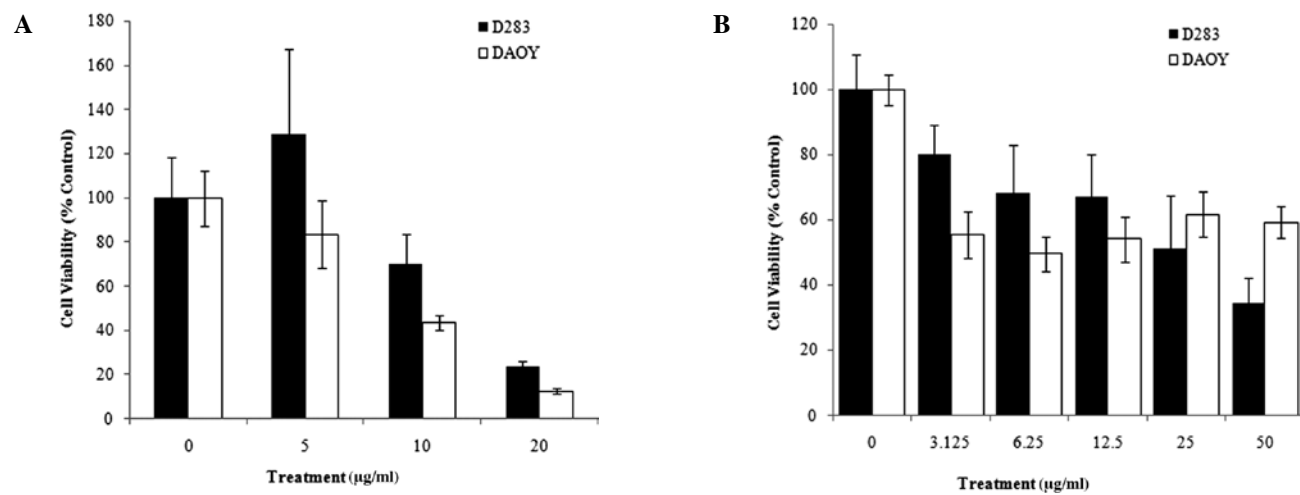 A
180
160
140
120
100
80
60
40
20
0
Cell Viability (% Control)
D283
DAOY
0 5 10 20
Treatment (µg/ml)
B
120
100
80
60
40
20
0
Cell Viability (% Control)
D283
DAOY
0 3.125 6.25 12.5 25 50
Treatment (µg/ml)